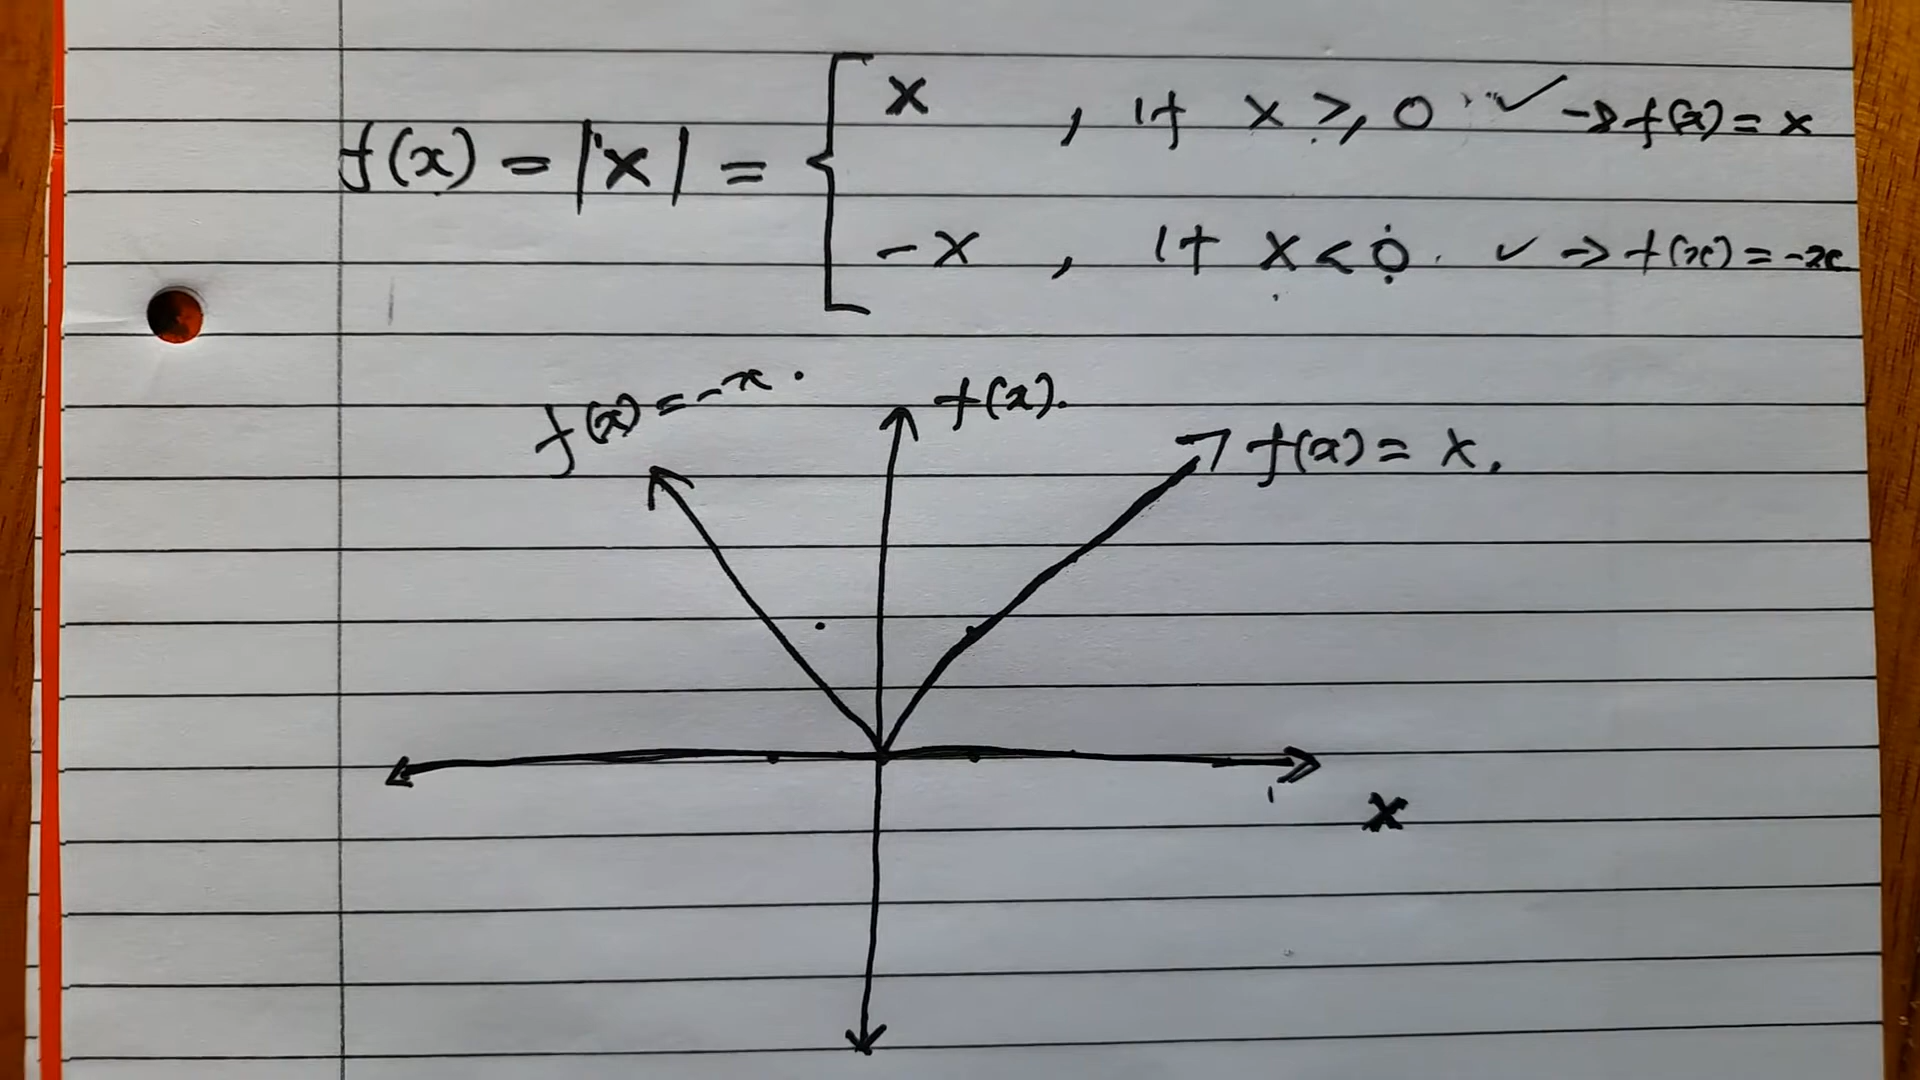 f(x) = |x| = { x , if x ≥ 0 ✓ → f(x) = x
-x , if x < 0. ✓ → f(x) = -x
f(x) = -x.
f(x).
f(x) = x.
x